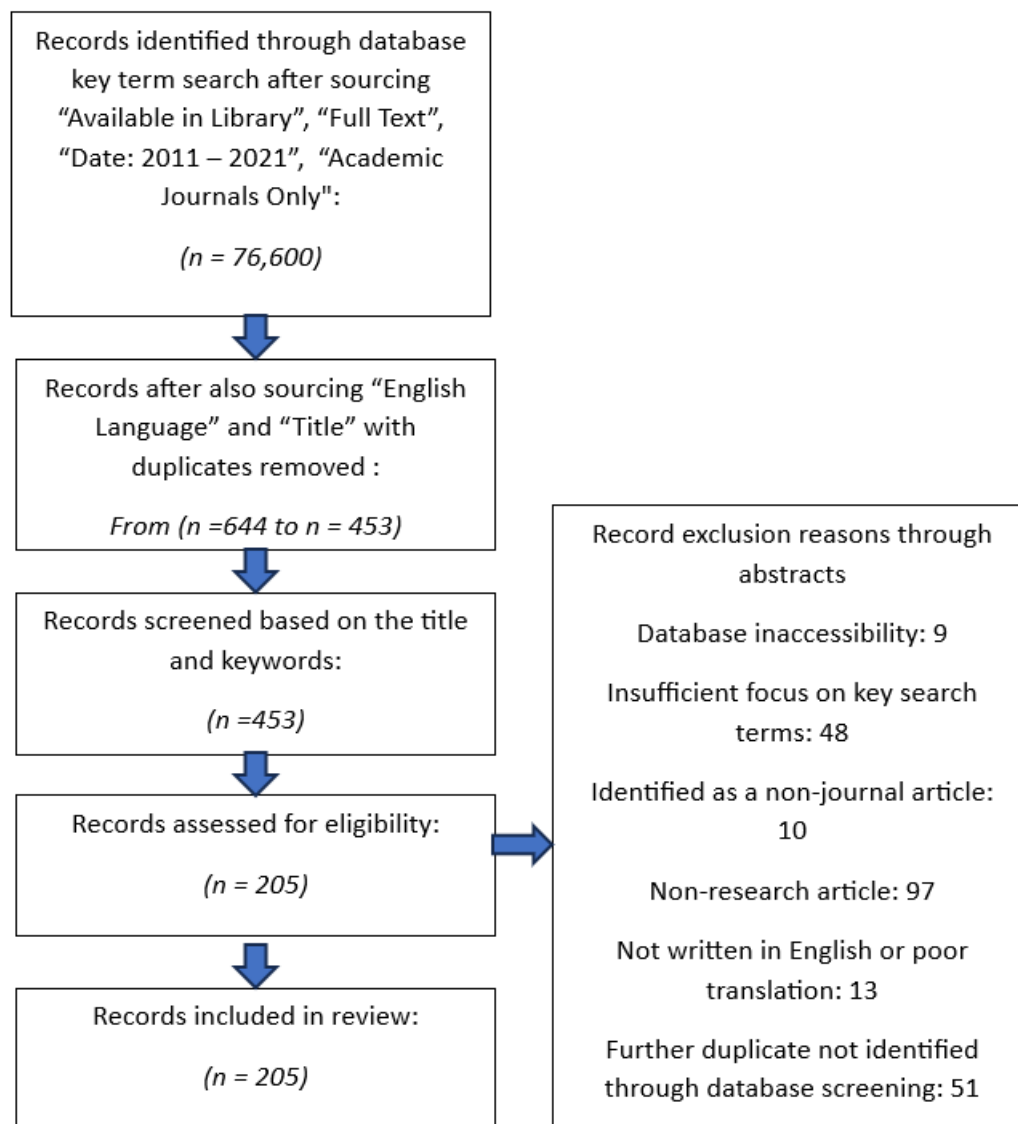 Records identified through database
key term search after sourcing
“Available in Library”, “Full Text”,
“Date: 2011 – 2021”, “Academic
Journals Only":
(n = 76,600)
Records after also sourcing “English
Language” and “Title” with
duplicates removed :
From (n =644 to n = 453)
Records screened based on the title
and keywords:
(n =453)
Records assessed for eligibility:
(n = 205)
Records included in review:
(n = 205)
Record exclusion reasons through
abstracts
Database inaccessibility: 9
Insufficient focus on key search
terms: 48
Identified as a non-journal article:
10
Non-research article: 97
Not written in English or poor
translation: 13
Further duplicate not identified
through database screening: 51